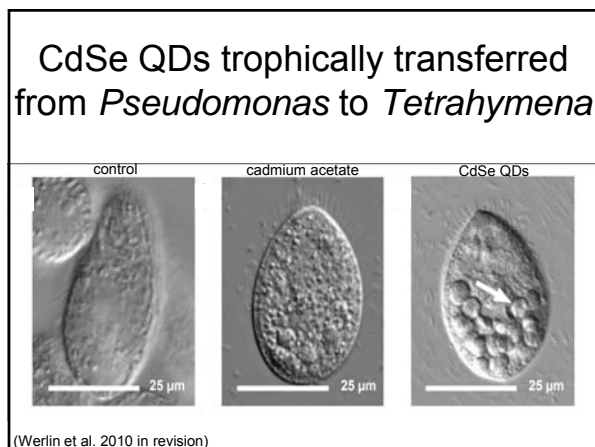 CdSe QDs trophically transferred
from Pseudomonas to Tetrahymena
control
cadmium acetate
CdSe QDs
25 µm
25 µm
25 µm
(Werlin et al. 2010 in revision)